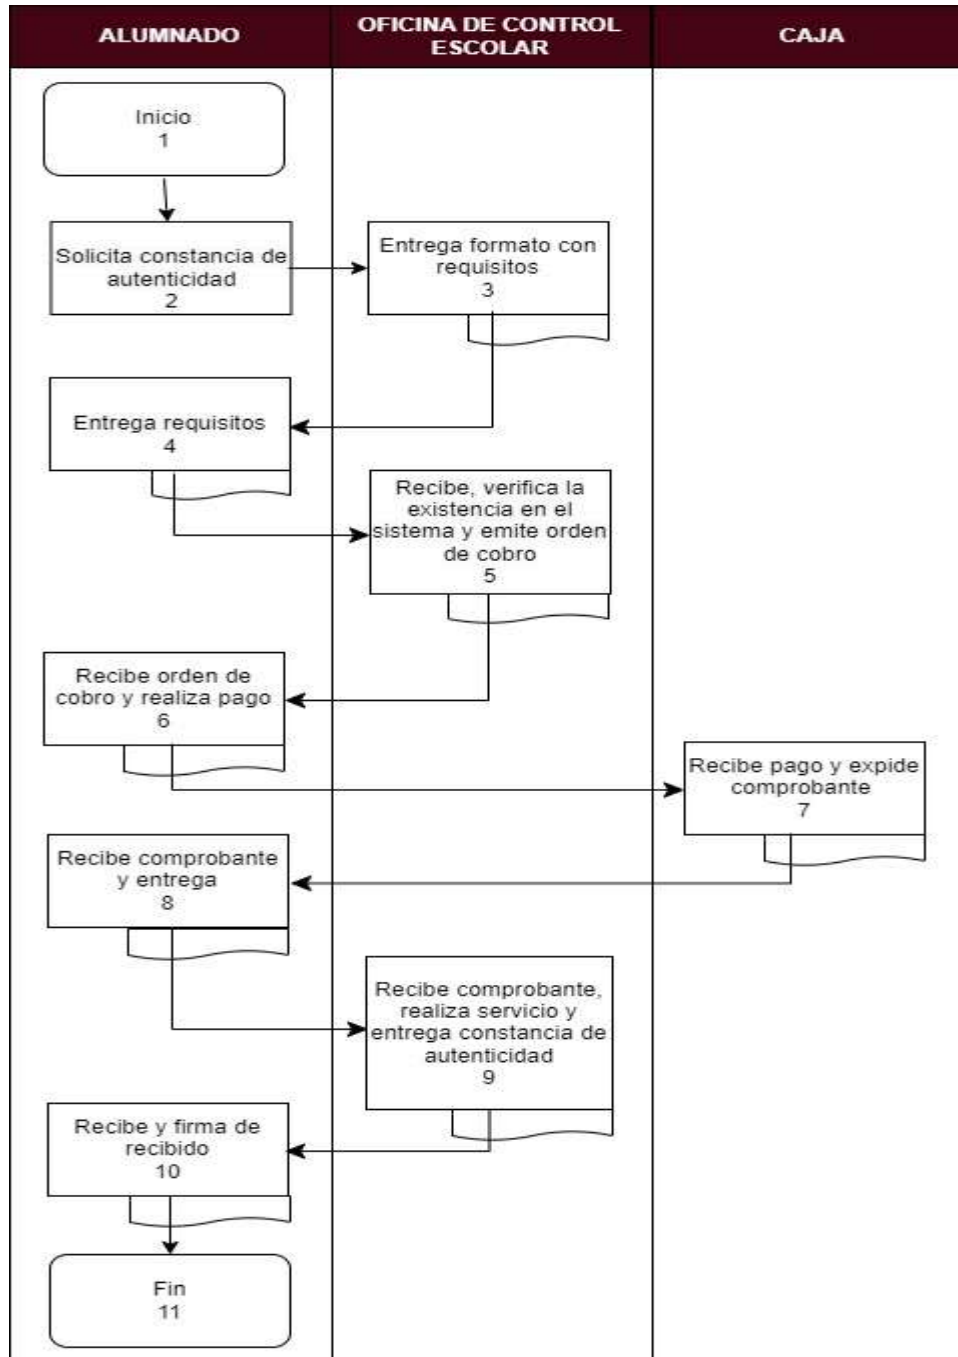 ALUMNADO
OFICINA DE CONTROL
ESCOLAR
CAJA
Inicio
1
Solicita constancia de
autenticidad
2
Entrega formato con
requisitos
3
Entrega requisitos
4
Recibe, verifica la
existencia en el
sistema y emite orden
de cobro
5
Recibe orden de
cobro y realiza pago
6
Recibe pago y expide
comprobante
7
Recibe comprobante
y entrega
8
Recibe comprobante,
realiza servicio y
entrega constancia de
autenticidad
9
Recibe y firma de
recibido
10
Fin
11